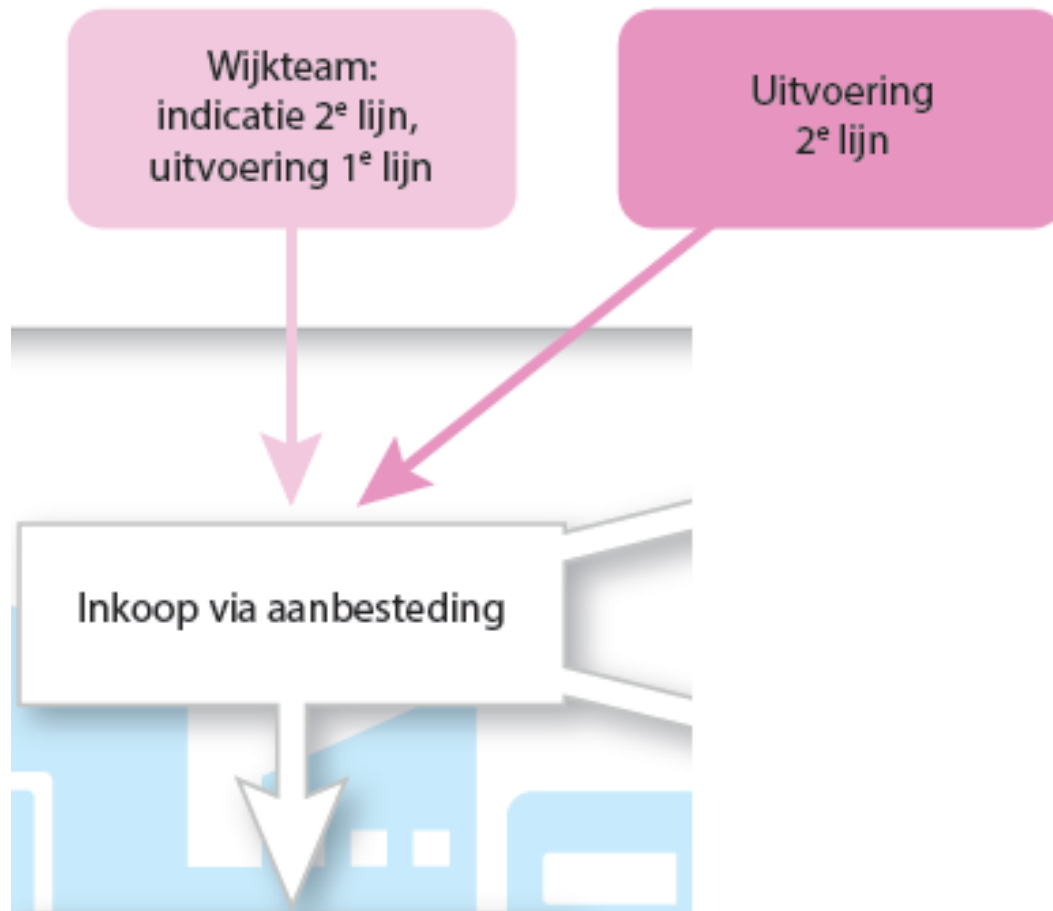 Wijkteam:
indicatie 2e lijn,
uitvoering 1e lijn
Uitvoering
2e lijn
Inkoop via aanbesteding